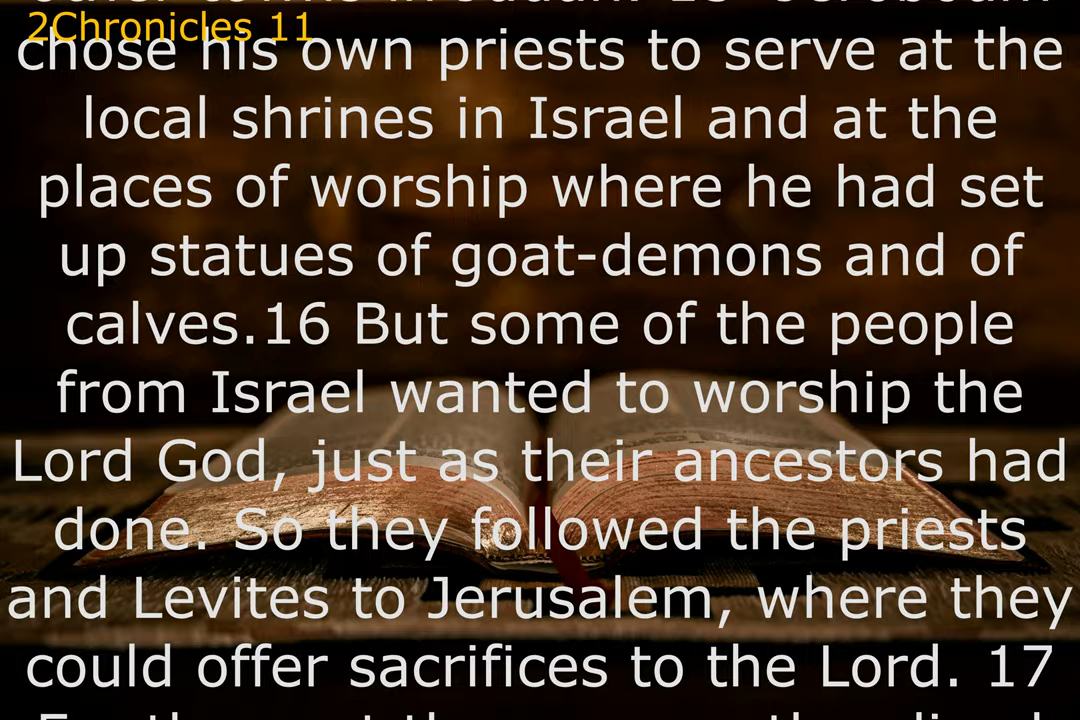 2Chronicles 11
chose his own priests to serve at the
local shrines in Israel and at the
places of worship where he had set
up statues of goat-demons and of
calves.16 But some of the people
from Israel wanted to worship the
Lord God, just as their ancestors had
done. So they followed the priests
and Levites to Jerusalem, where they
could offer sacrifices to the Lord. 17